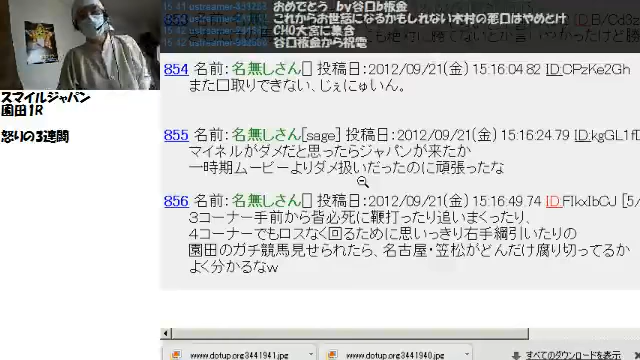 おめでとう .by谷口b板金
これからお世話になるかもしれない木村の悪口はやめとけ
CHO大宮に集合
谷口板金から祝電
スマイルジャパン
園田1R
怒りの3連闘
854 名前：名無しさん[] 投稿日：2012/09/21(金) 15:16:04.82 ID:CPzKe2Gh
また口取りできない、じぇにゅいん。
855 名前：名無しさん[sage] 投稿日：2012/09/21(金) 15:16:24.79 ID:kgGL1f
マイネルがダメだと思ったらジャパンが来たか
一時期ムービーよりダメ扱いだったのに頑張ったな
856 名前：名無しさん[] 投稿日：2012/09/21(金) 15:16:49.74 ID:FIkxIbCJ [5/
3コーナー手前から皆必死に鞭打ったり追いまくったり、
4コーナーでもロスなく回るために思いっきり右手綱引いたりの
園田のガチ競馬見せられたら、名古屋・笠松がどんだけ腐り切ってるか
よく分かるなw
www.dotup.org3441941.jpg
www.dotup.org3441940.jpg
すべてのダウンロードを表示